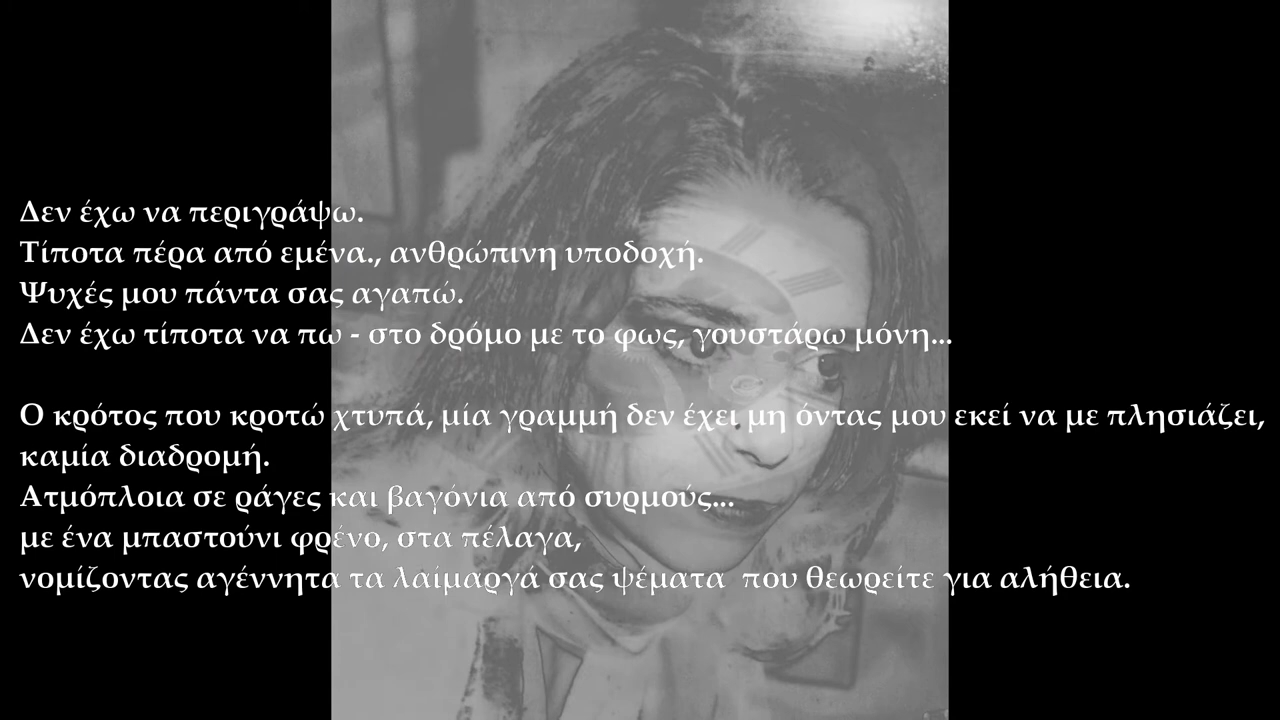 Δεν έχω να περιγράψω.
Τίποτα πέρα από εμένα., ανθρώπινη υποδοχή.
Ψυχές μου πάντα σας αγαπώ.
Δεν έχω τίποτα να πω - στο δρόμο με το φως, γουστάρω μόνη...
Ο κρότος που κροτώ χτυπά, μία γραμμή δεν έχει μη όντας μου εκεί να με πλησιάζει,
καμία διαδρομή.
Ατμόπλοια σε ράγες και βαγόνια από συρμούς...
με ένα μπαστούνι φρένο, στα πέλαγα,
νομίζοντας αγέννητα τα λαίμαργά σας ψέματα  που θεωρείτε για αλήθεια.